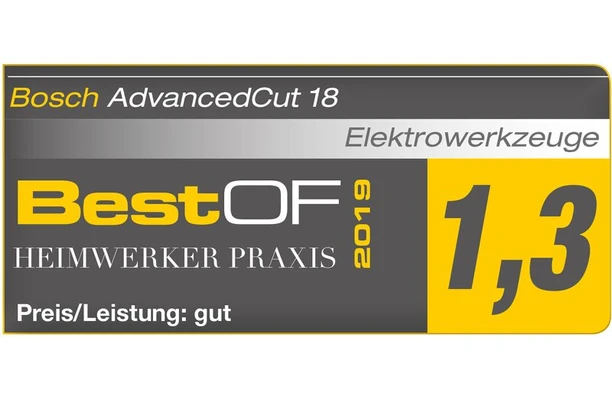 Bosch AdvancedCut 18
Elektrowerkzeuge
BestOF
2019
HEIMWERKER PRAXIS
1,3
Preis/Leistung: gut